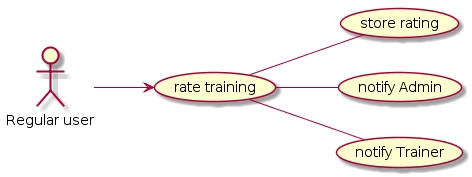 store rating
rate training
notify Admin
Regular user
notify Trainer